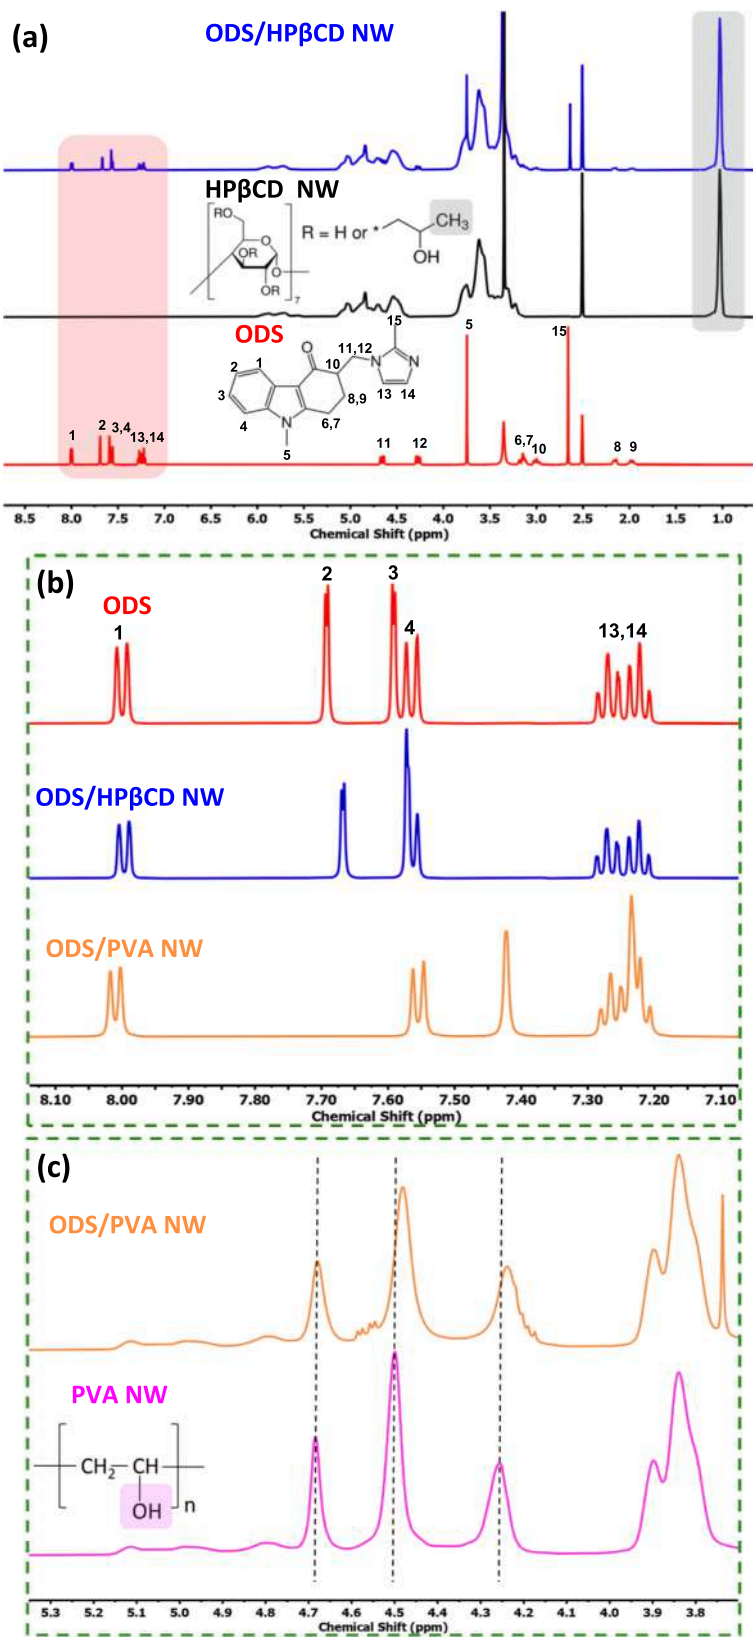 (a)
ODS/HPβCD NW
HPβCD NW
RO
OR
O
O
OR
7
R = H or *
CH₃
OH
ODS
O
15
11,12
10
N
N
2
1
3
4
N
8,9
6,7
13
14
5
1
2
3,4
13,14
11
12
5
6,7
10
15
8
9
8.5 8.0 7.5 7.0 6.5 6.0 5.5 5.0 4.5 4.0 3.5 3.0 2.5 2.0 1.5 1.0
Chemical Shift (ppm)
(b)
ODS
1
2
3
4
13,14
ODS/HPβCD NW
ODS/PVA NW
8.10 8.00 7.90 7.80 7.70 7.60 7.50 7.40 7.30 7.20 7.10
Chemical Shift (ppm)
(c)
ODS/PVA NW
PVA NW
CH₂ CH
OH
n
5.3 5.2 5.1 5.0 4.9 4.8 4.7 4.6 4.5 4.4 4.3 4.2 4.1 4.0 3.9 3.8
Chemical Shift (ppm)